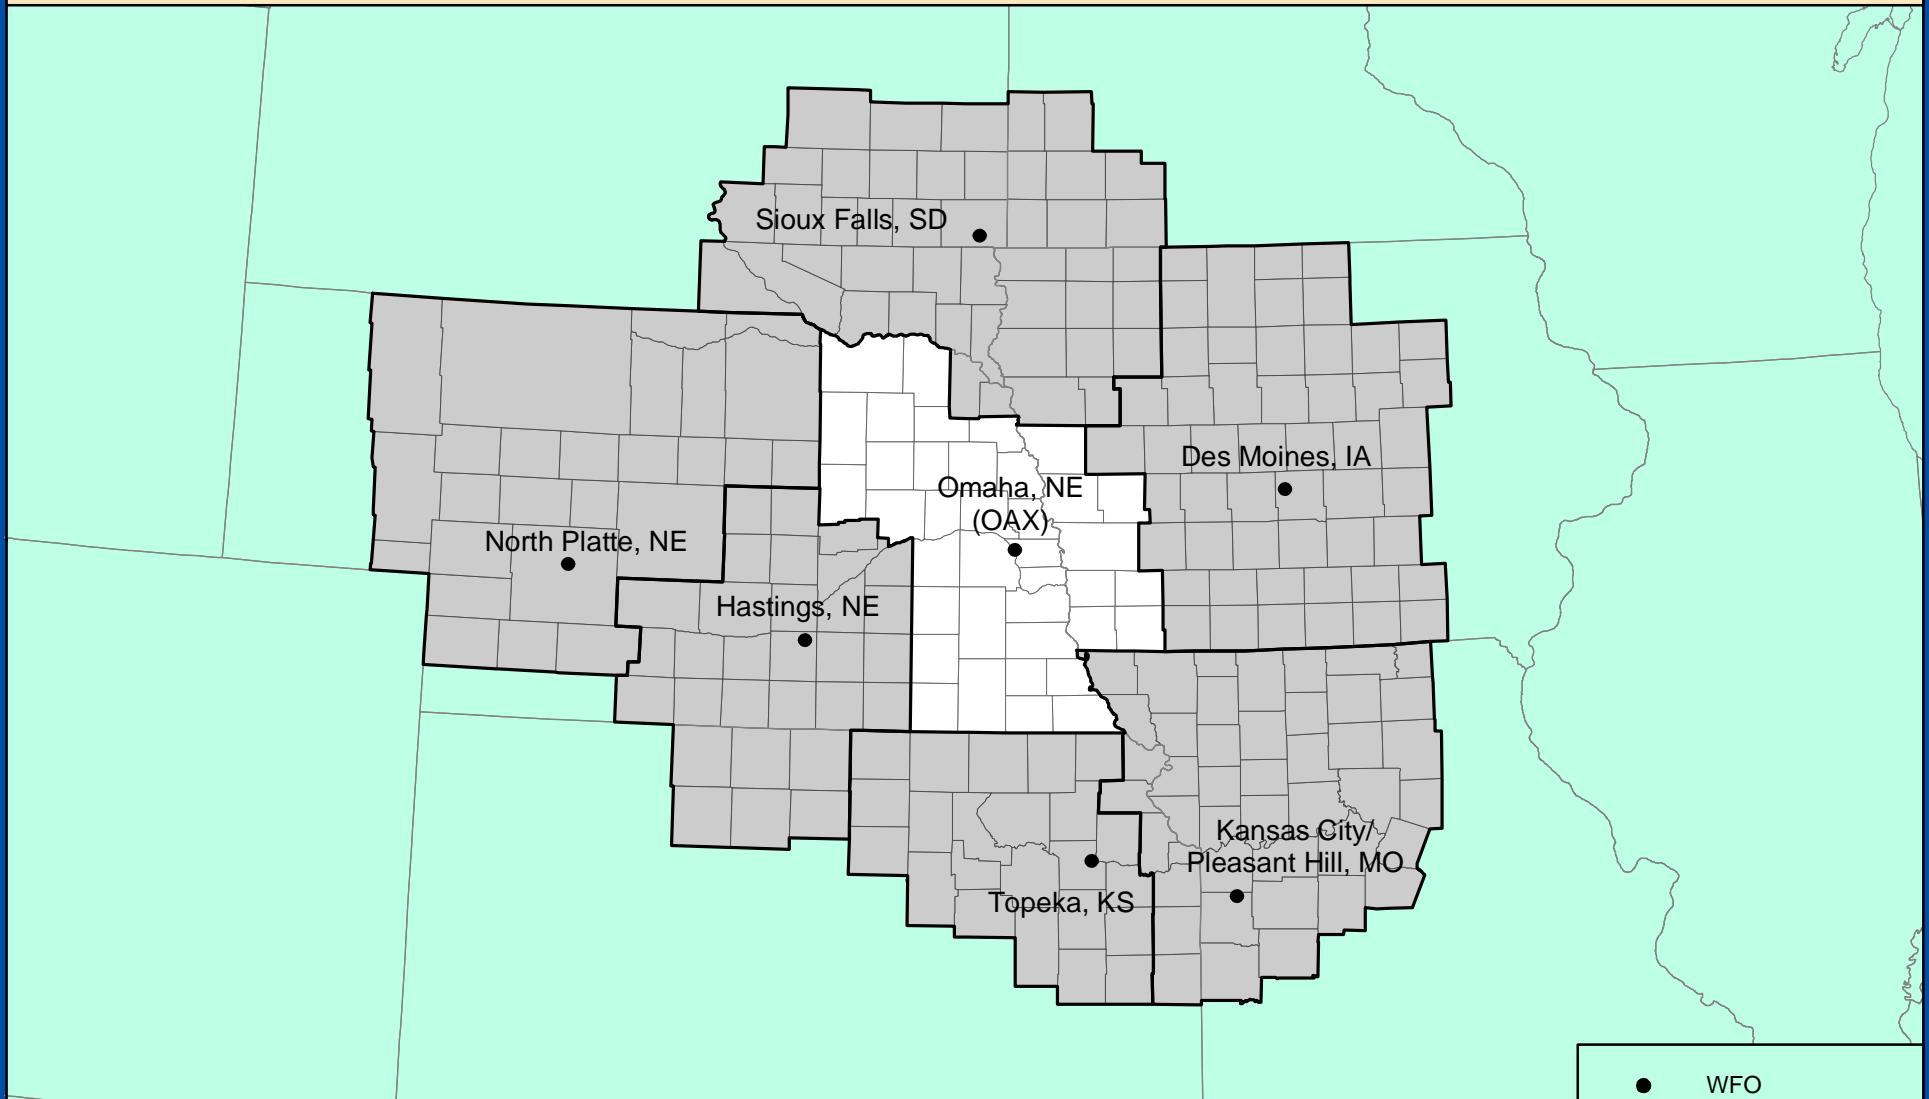 Sioux Falls, SD
Des Moines, IA
Omaha, NE
(OAX)
North Platte, NE
Hastings, NE
Kansas City/
Pleasant Hill, MO
Topeka, KS
WFO